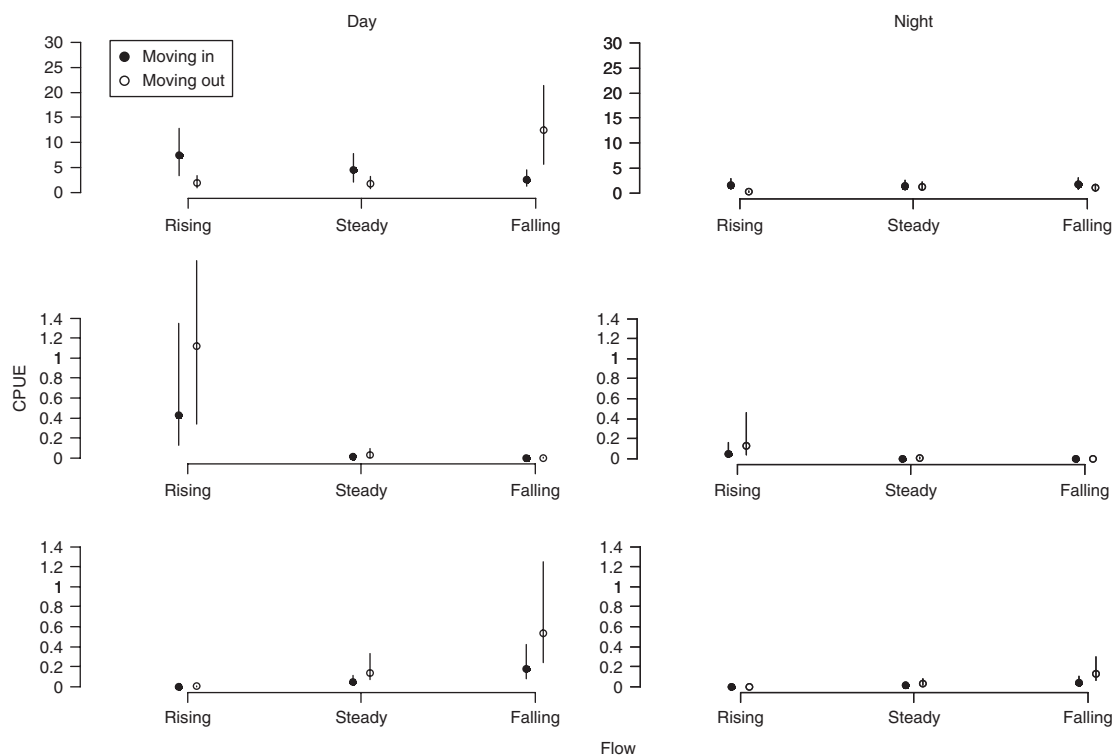 Day
Night
30
25
20
15
10
5
0
Moving in
Moving out
Rising
Steady
Falling
30
25
20
15
10
5
0
Rising
Steady
Falling
CPUE
1.4
1.2
1
0.8
0.6
0.4
0.2
0
Rising
Steady
Falling
1.4
1.2
1
0.8
0.6
0.4
0.2
0
Rising
Steady
Falling
1.4
1.2
1
0.8
0.6
0.4
0.2
0
Rising
Steady
Falling
1.4
1.2
1
0.8
0.6
0.4
0.2
0
Rising
Steady
Falling
Flow